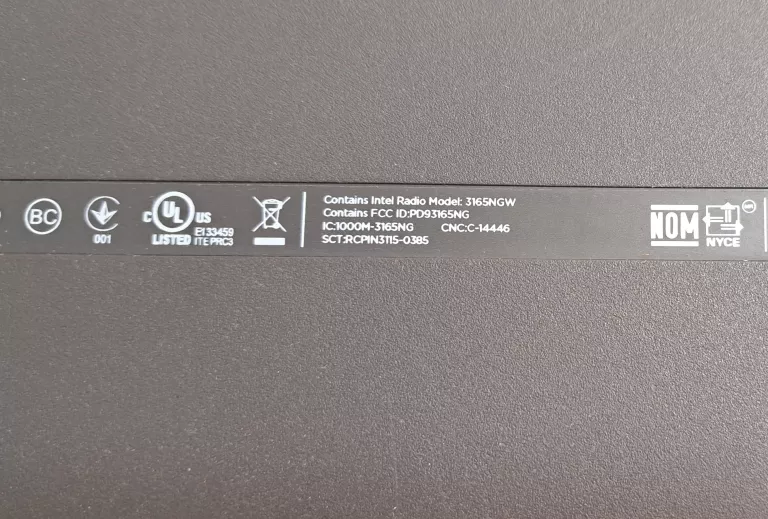 BC
001
c UL US
LISTED E133459
ITE PRC3
Contains Intel Radio Model: 3165NGW
Contains FCC ID:PD93165NG
IC:1000M-3165NG CNC:C-14446
SCT:RCPIN3115-0385
NOM
NYCE